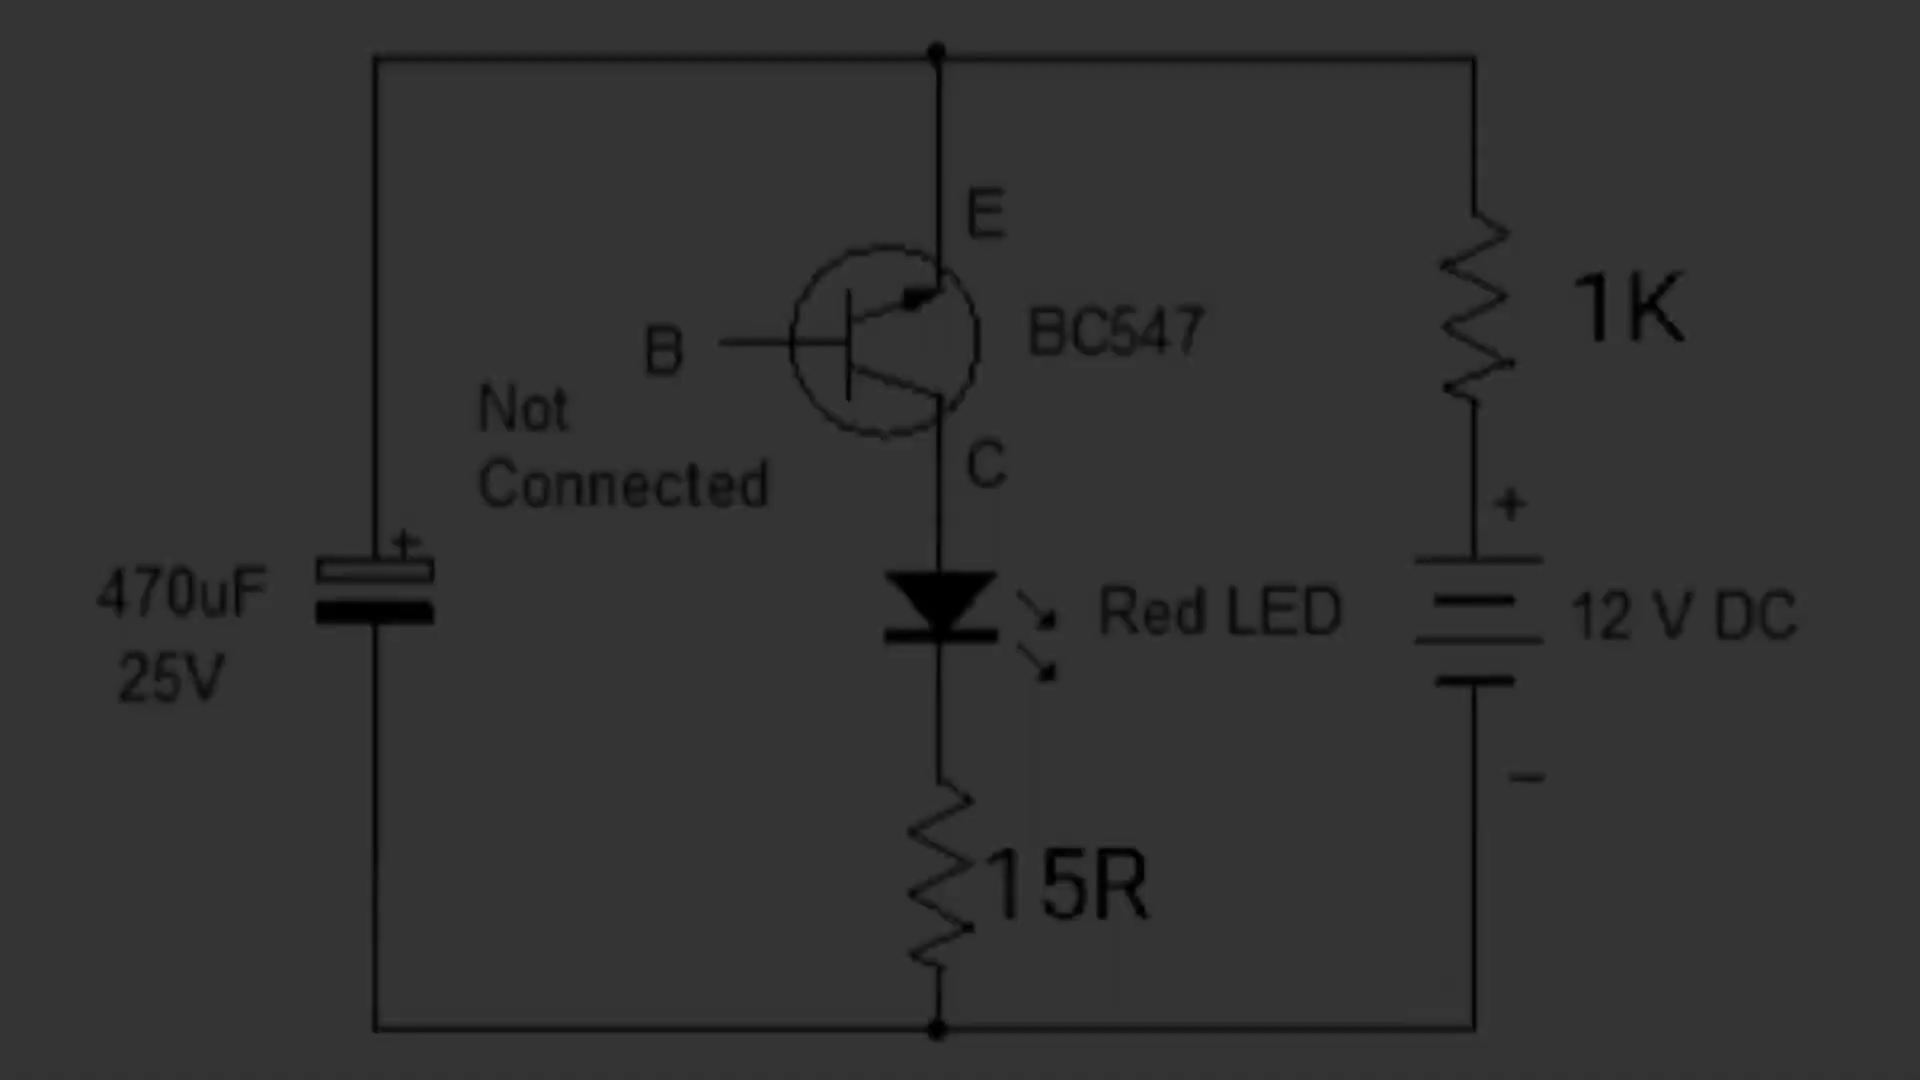 E
B
BC547
1K
Not
Connected
C
+
+
470uF
25V
Red LED
12 V DC
−
15R